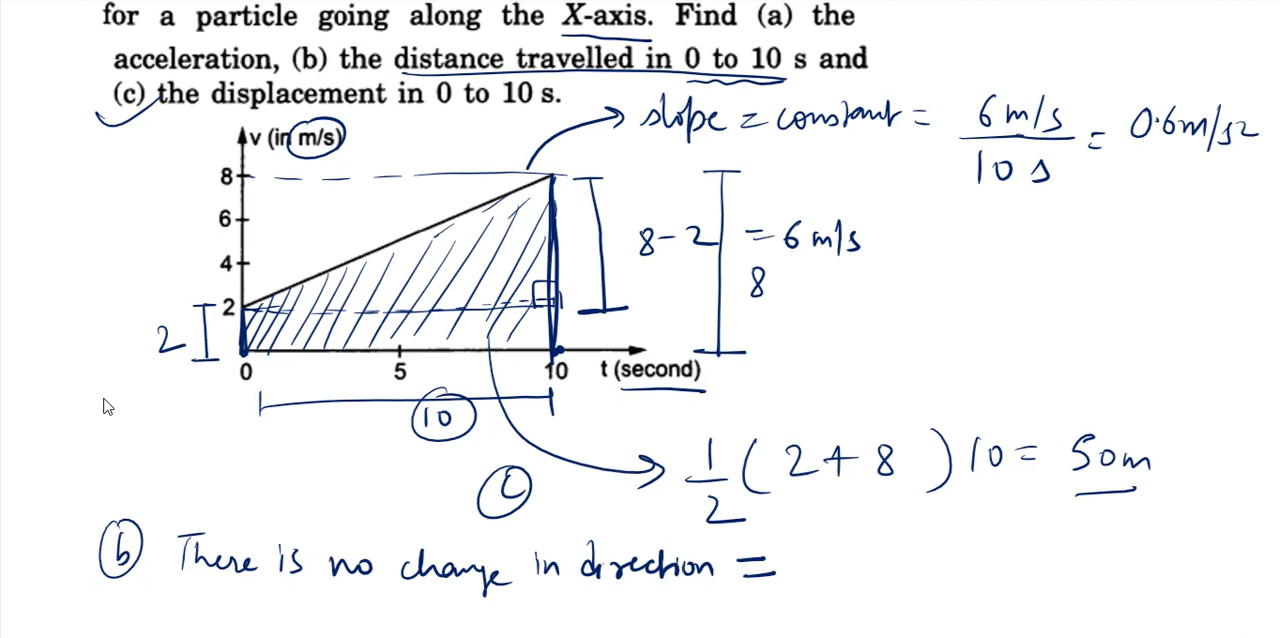 for a particle going along the X-axis. Find (a) the
acceleration, (b) the distance travelled in 0 to 10 s and
(c) the displacement in 0 to 10 s.
slope = constant = 6 m/s / 10 s = 0.6 m/s2
v (in m/s)
8
6
4
2
2
8 - 2 = 6 m/s
8
0 5 10 t (second)
10
1/2 (2 + 8) 10 = 50m
c
b There is no change in direction =